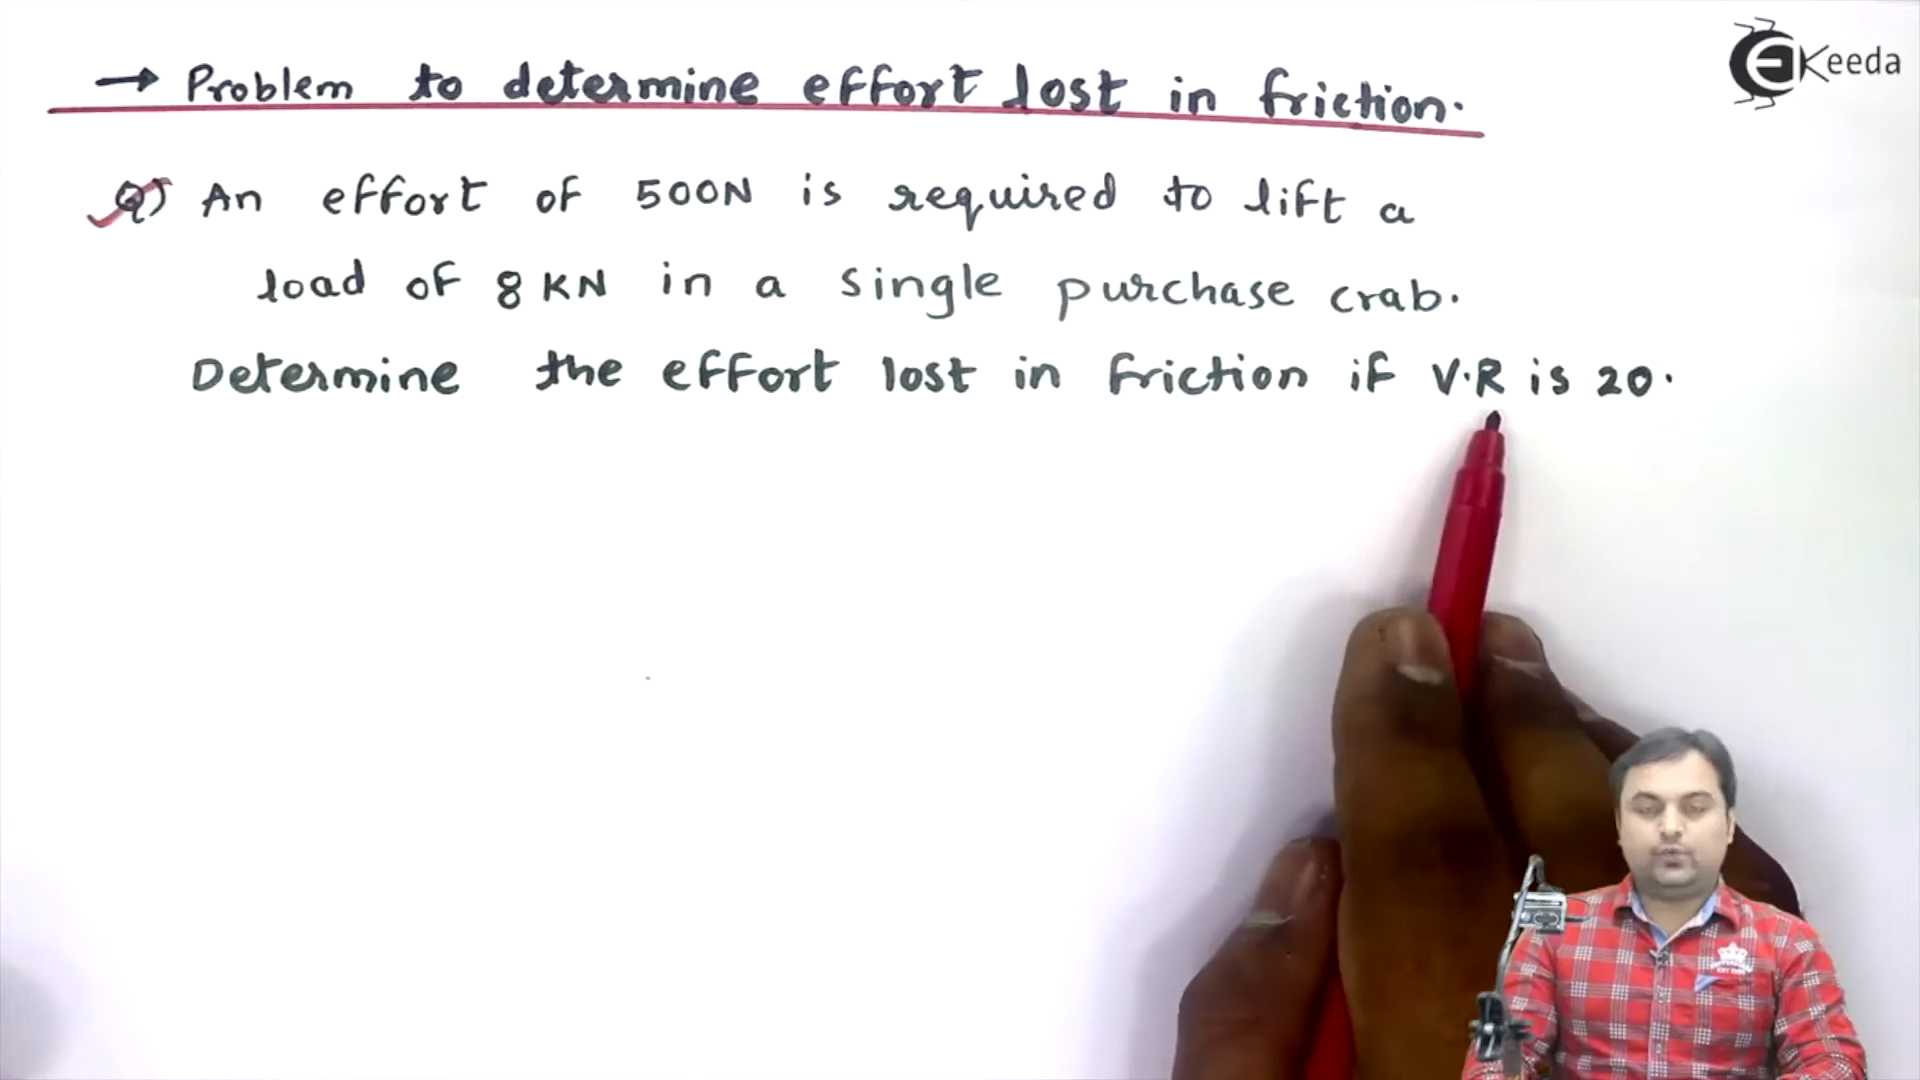 → Problem to determine effort lost in friction.
Q) An effort of 500N is required to lift a
load of 8 KN in a single purchase crab.
Determine the effort lost in friction if V.R is 20.
eKeeda